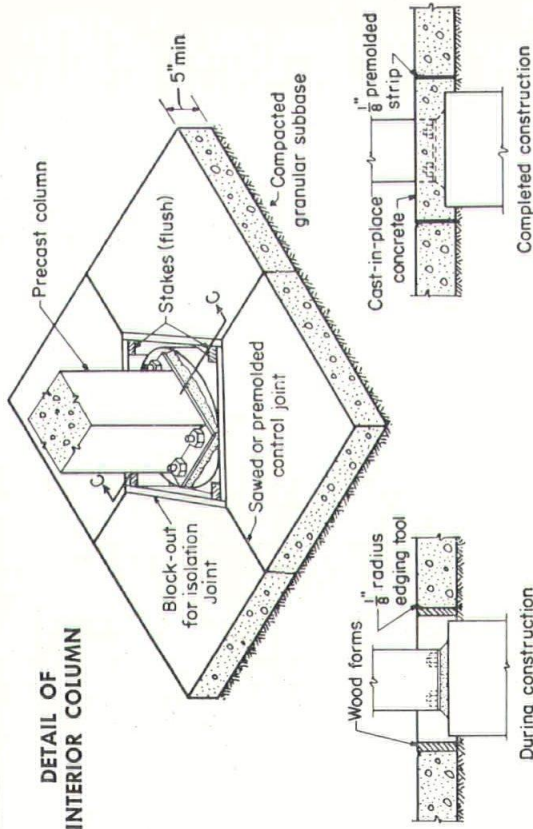 DETAIL OF
INTERIOR COLUMN
Precast column
5" min
Stakes (flush)
C
C
Block-out
for isolation
joint
Sawed or premolded
control joint
Compacted
granular subbase
Wood forms
1/8" radius
edging tool
During construction
Cast-in-place
concrete
1/8" premolded
strip
Completed construction